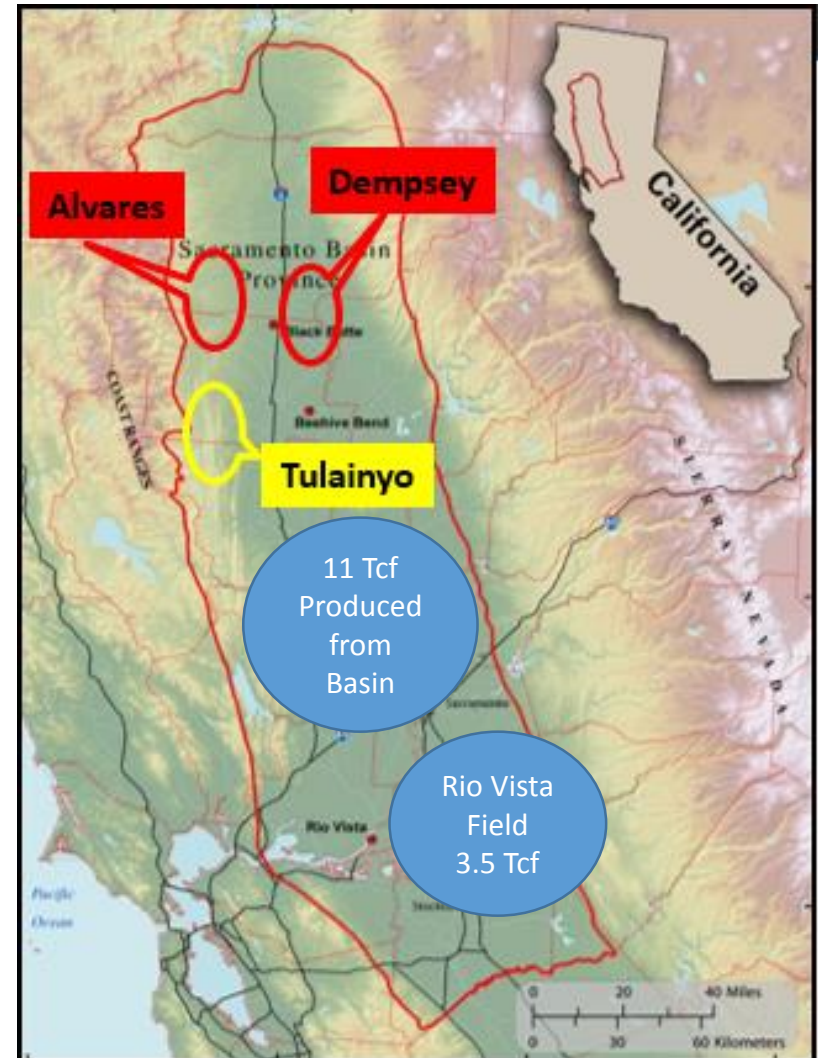 California
Dempsey
Alvares
Sacramento Basin
Province
Black Butte
COAST RANGES
Beehive Bend
Tulainyo
SIERRA NEVADA
11 Tcf
Produced
from
Basin
Sacramento
Rio Vista
Field
3.5 Tcf
Rio Vista
Pacific
Ocean
0 20 40 Miles
0 30 60 Kilometers